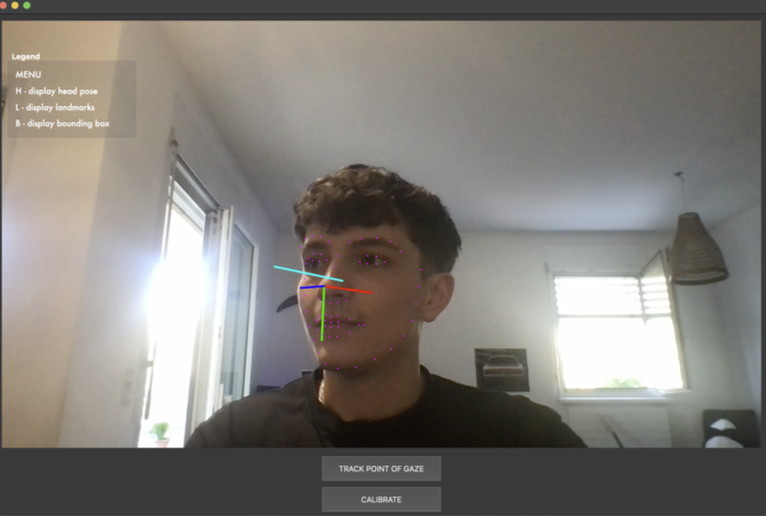 Legend
MENU
H - display head pose
L - display landmarks
B - display bounding box
TRACK POINT OF GAZE
CALIBRATE